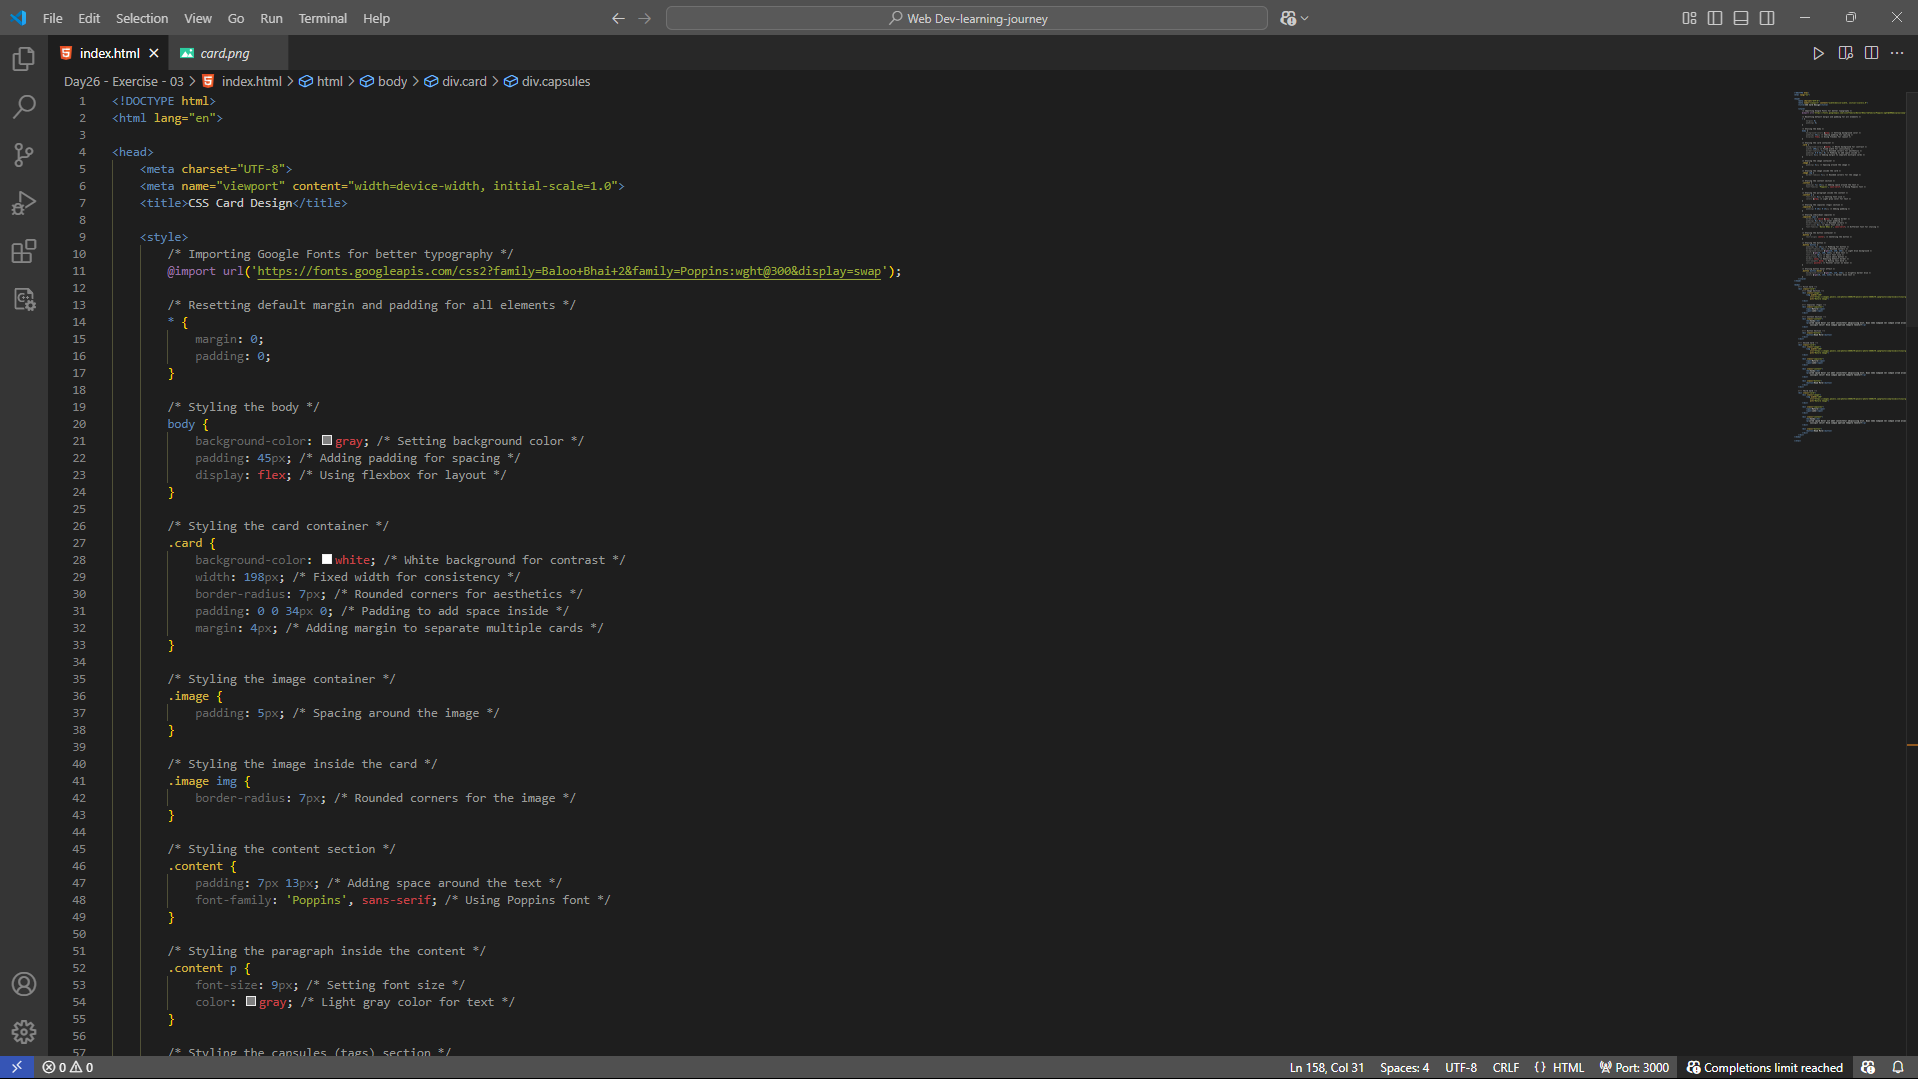 File Edit Selection View Go Run Terminal Help
Web Dev-learning-journey
index.html
card.png
Day26 - Exercise - 03 > index.html > html > body > div.card > div.capsules
1 <!DOCTYPE html>
2 <html lang="en">
3
4 <head>
5 <meta charset="UTF-8">
6 <meta name="viewport" content="width=device-width, initial-scale=1.0">
7 <title>CSS Card Design</title>
8
9 <style>
10 /* Importing Google Fonts for better typography */
11 @import url('https://fonts.googleapis.com/css2?family=Baloo+Bhai+2&family=Poppins:wght@300&display=swap');
12
13 /* Resetting default margin and padding for all elements */
14 * {
15 margin: 0;
16 padding: 0;
17 }
18
19 /* Styling the body */
20 body {
21 background-color: gray; /* Setting background color */
22 padding: 45px; /* Adding padding for spacing */
23 display: flex; /* Using flexbox for layout */
24 }
25
26 /* Styling the card container */
27 .card {
28 background-color: white; /* White background for contrast */
29 width: 198px; /* Fixed width for consistency */
30 border-radius: 7px; /* Rounded corners for aesthetics */
31 padding: 0 0 34px 0; /* Padding to add space inside */
32 margin: 4px; /* Adding margin to separate multiple cards */
33 }
34
35 /* Styling the image container */
36 .image {
37 padding: 5px; /* Spacing around the image */
38 }
39
40 /* Styling the image inside the card */
41 .image img {
42 border-radius: 7px; /* Rounded corners for the image */
43 }
44
45 /* Styling the content section */
46 .content {
47 padding: 7px 13px; /* Adding space around the text */
48 font-family: 'Poppins', sans-serif; /* Using Poppins font */
49 }
50
51 /* Styling the paragraph inside the content */
52 .content p {
53 font-size: 9px; /* Setting font size */
54 color: gray; /* Light gray color for text */
55 }
56
57 /* Styling the capsules (tags) section */
0 0
Ln 158, Col 31 Spaces: 4 UTF-8 CRLF {} HTML Port: 3000 Completions limit reached